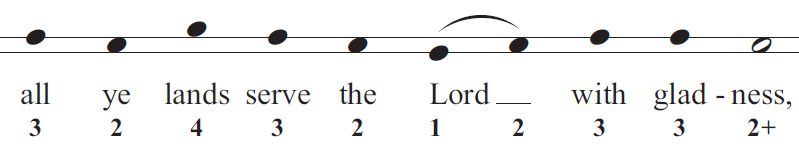 all ye lands serve the Lord __ with glad - ness,
3 2 4 3 2 1 2 3 3 2+